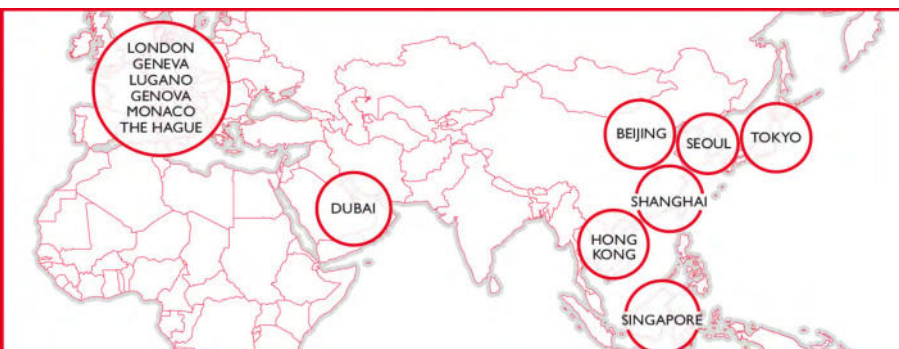 LONDON
GENEVA
LUGANO
GENOVA
MONACO
THE HAGUE
DUBAI
BEIJING
SEOUL
TOKYO
SHANGHAI
HONG
KONG
SINGAPORE